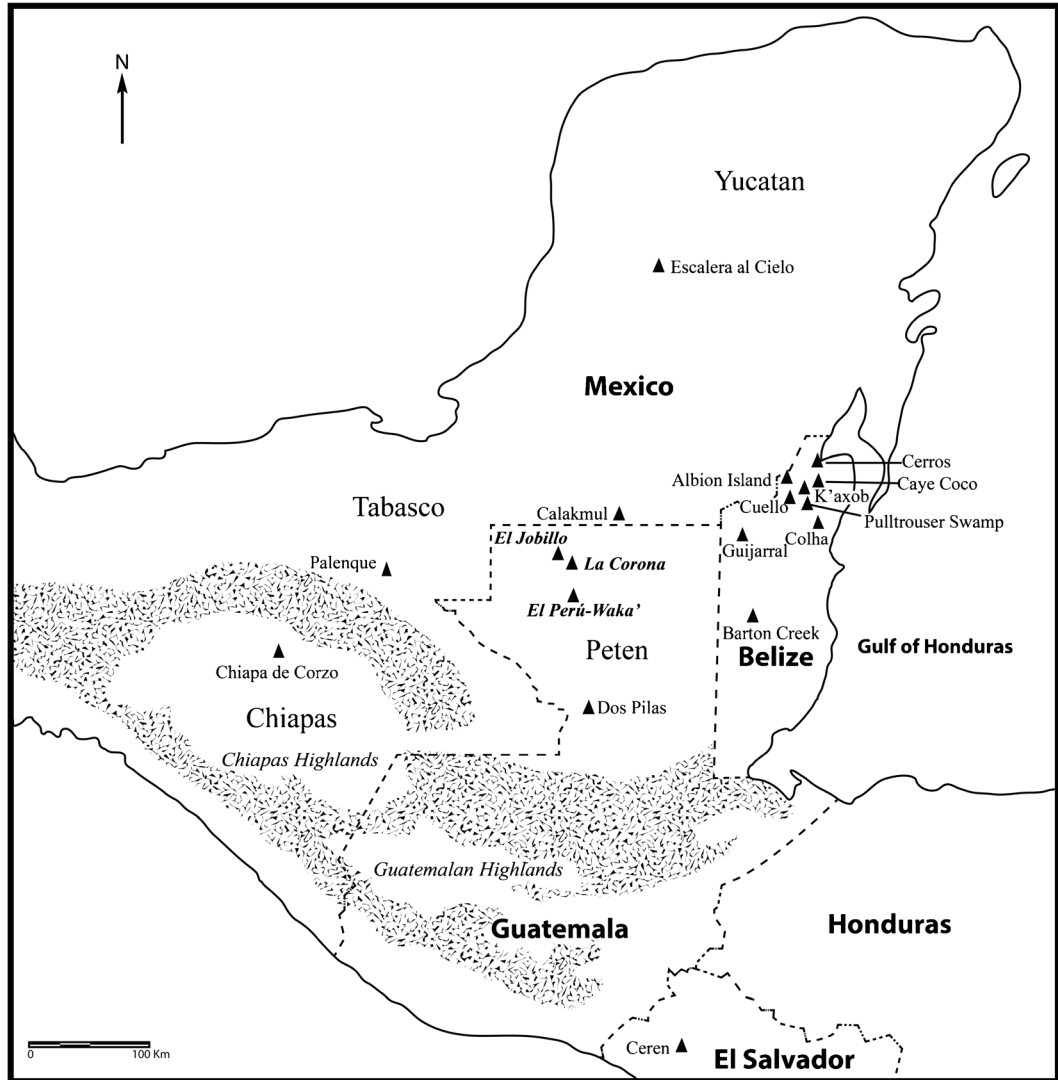 N
Yucatan
Escalera al Cielo
Mexico
Cerros
Albion Island
Caye Coco
K'axob
Cuello
Tabasco
Calakmul
Pulltrouser Swamp
El Jobillo
Colha
Guijarral
Palenque
La Corona
El Perú-Waka'
Barton Creek
Peten
Belize
Gulf of Honduras
Chiapa de Corzo
Dos Pilas
Chiapas
Chiapas Highlands
Guatemalan Highlands
Guatemala
Honduras
0 100 Km
Ceren
El Salvador